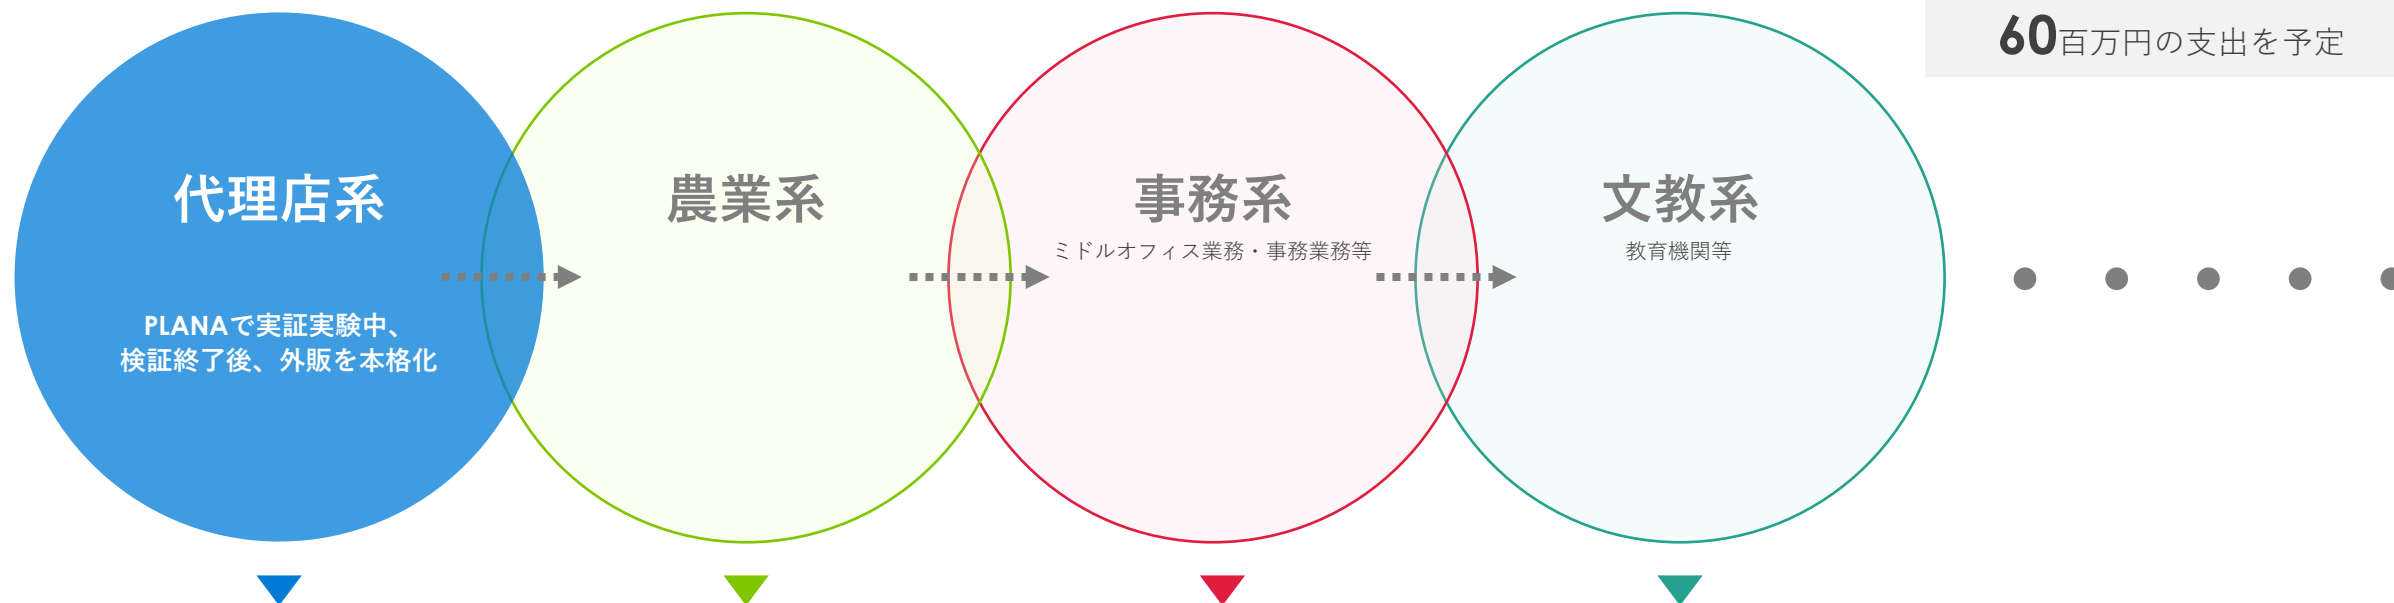 60百万円の支出を予定
代理店系
PLANAで実証実験中、
検証終了後、外販を本格化
農業系
事務系
ミドルオフィス業務・事務業務等
文教系
教育機関等